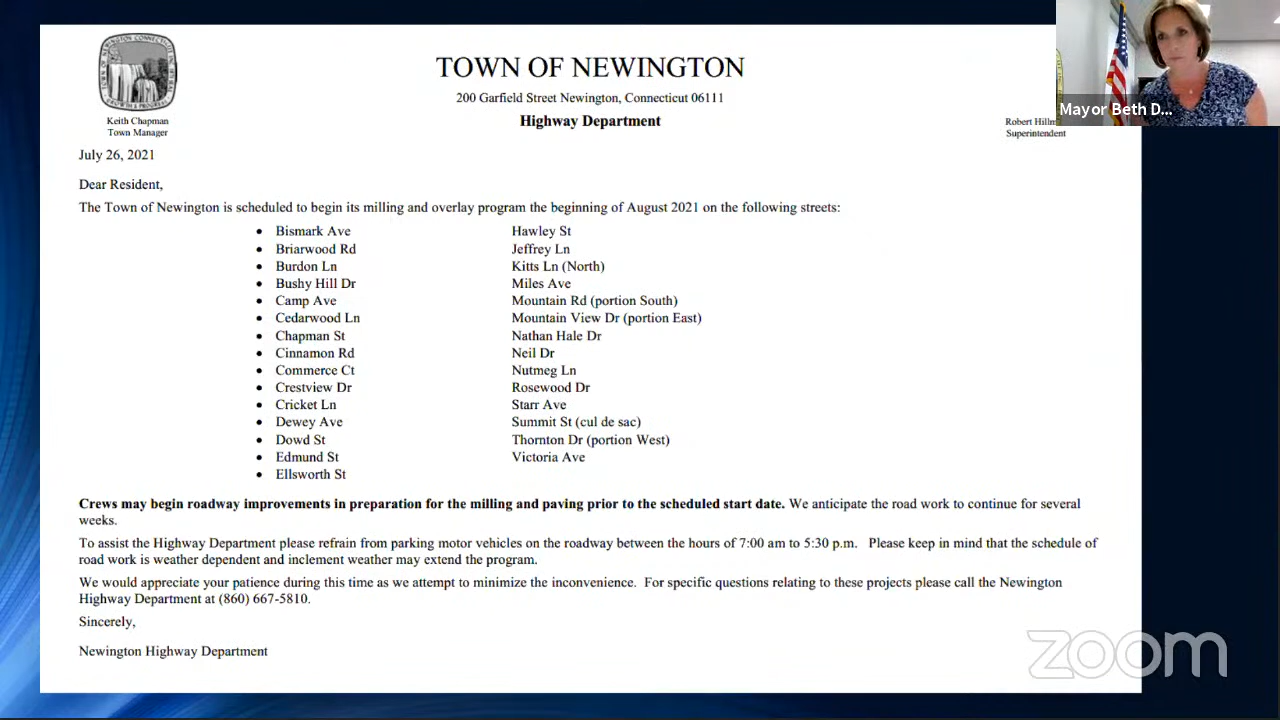 TOWN OF NEWINGTON
200 Garfield Street Newington, Connecticut 06111
Highway Department
Keith Chapman
Town Manager
Robert Hillm
Superintendent
Mayor Beth D...
July 26, 2021
Dear Resident,
The Town of Newington is scheduled to begin its milling and overlay program the beginning of August 2021 on the following streets:
• Bismark Ave Hawley St
• Briarwood Rd Jeffrey Ln
• Burdon Ln Kitts Ln (North)
• Bushy Hill Dr Miles Ave
• Camp Ave Mountain Rd (portion South)
• Cedarwood Ln Mountain View Dr (portion East)
• Chapman St Nathan Hale Dr
• Cinnamon Rd Neil Dr
• Commerce Ct Nutmeg Ln
• Crestview Dr Rosewood Dr
• Cricket Ln Starr Ave
• Dewey Ave Summit St (cul de sac)
• Dowd St Thornton Dr (portion West)
• Edmund St Victoria Ave
• Ellsworth St
Crews may begin roadway improvements in preparation for the milling and paving prior to the scheduled start date. We anticipate the road work to continue for several
weeks.
To assist the Highway Department please refrain from parking motor vehicles on the roadway between the hours of 7:00 am to 5:30 p.m. Please keep in mind that the schedule of
road work is weather dependent and inclement weather may extend the program.
We would appreciate your patience during this time as we attempt to minimize the inconvenience. For specific questions relating to these projects please call the Newington
Highway Department at (860) 667-5810.
Sincerely,
Newington Highway Department
zoom